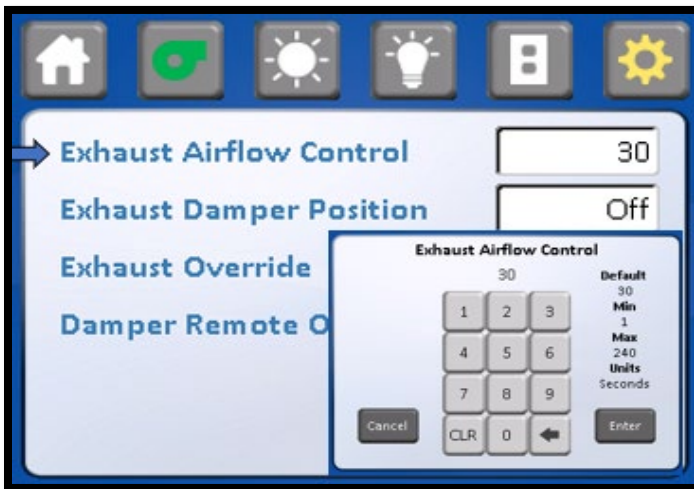 Exhaust Airflow Control 30
Exhaust Damper Position Off
Exhaust Override
Damper Remote O
Exhaust Airflow Control
30
Default
30
Min
1
Max
240
Units
Seconds
1 2 3
4 5 6
7 8 9
Cancel CLR 0 Enter